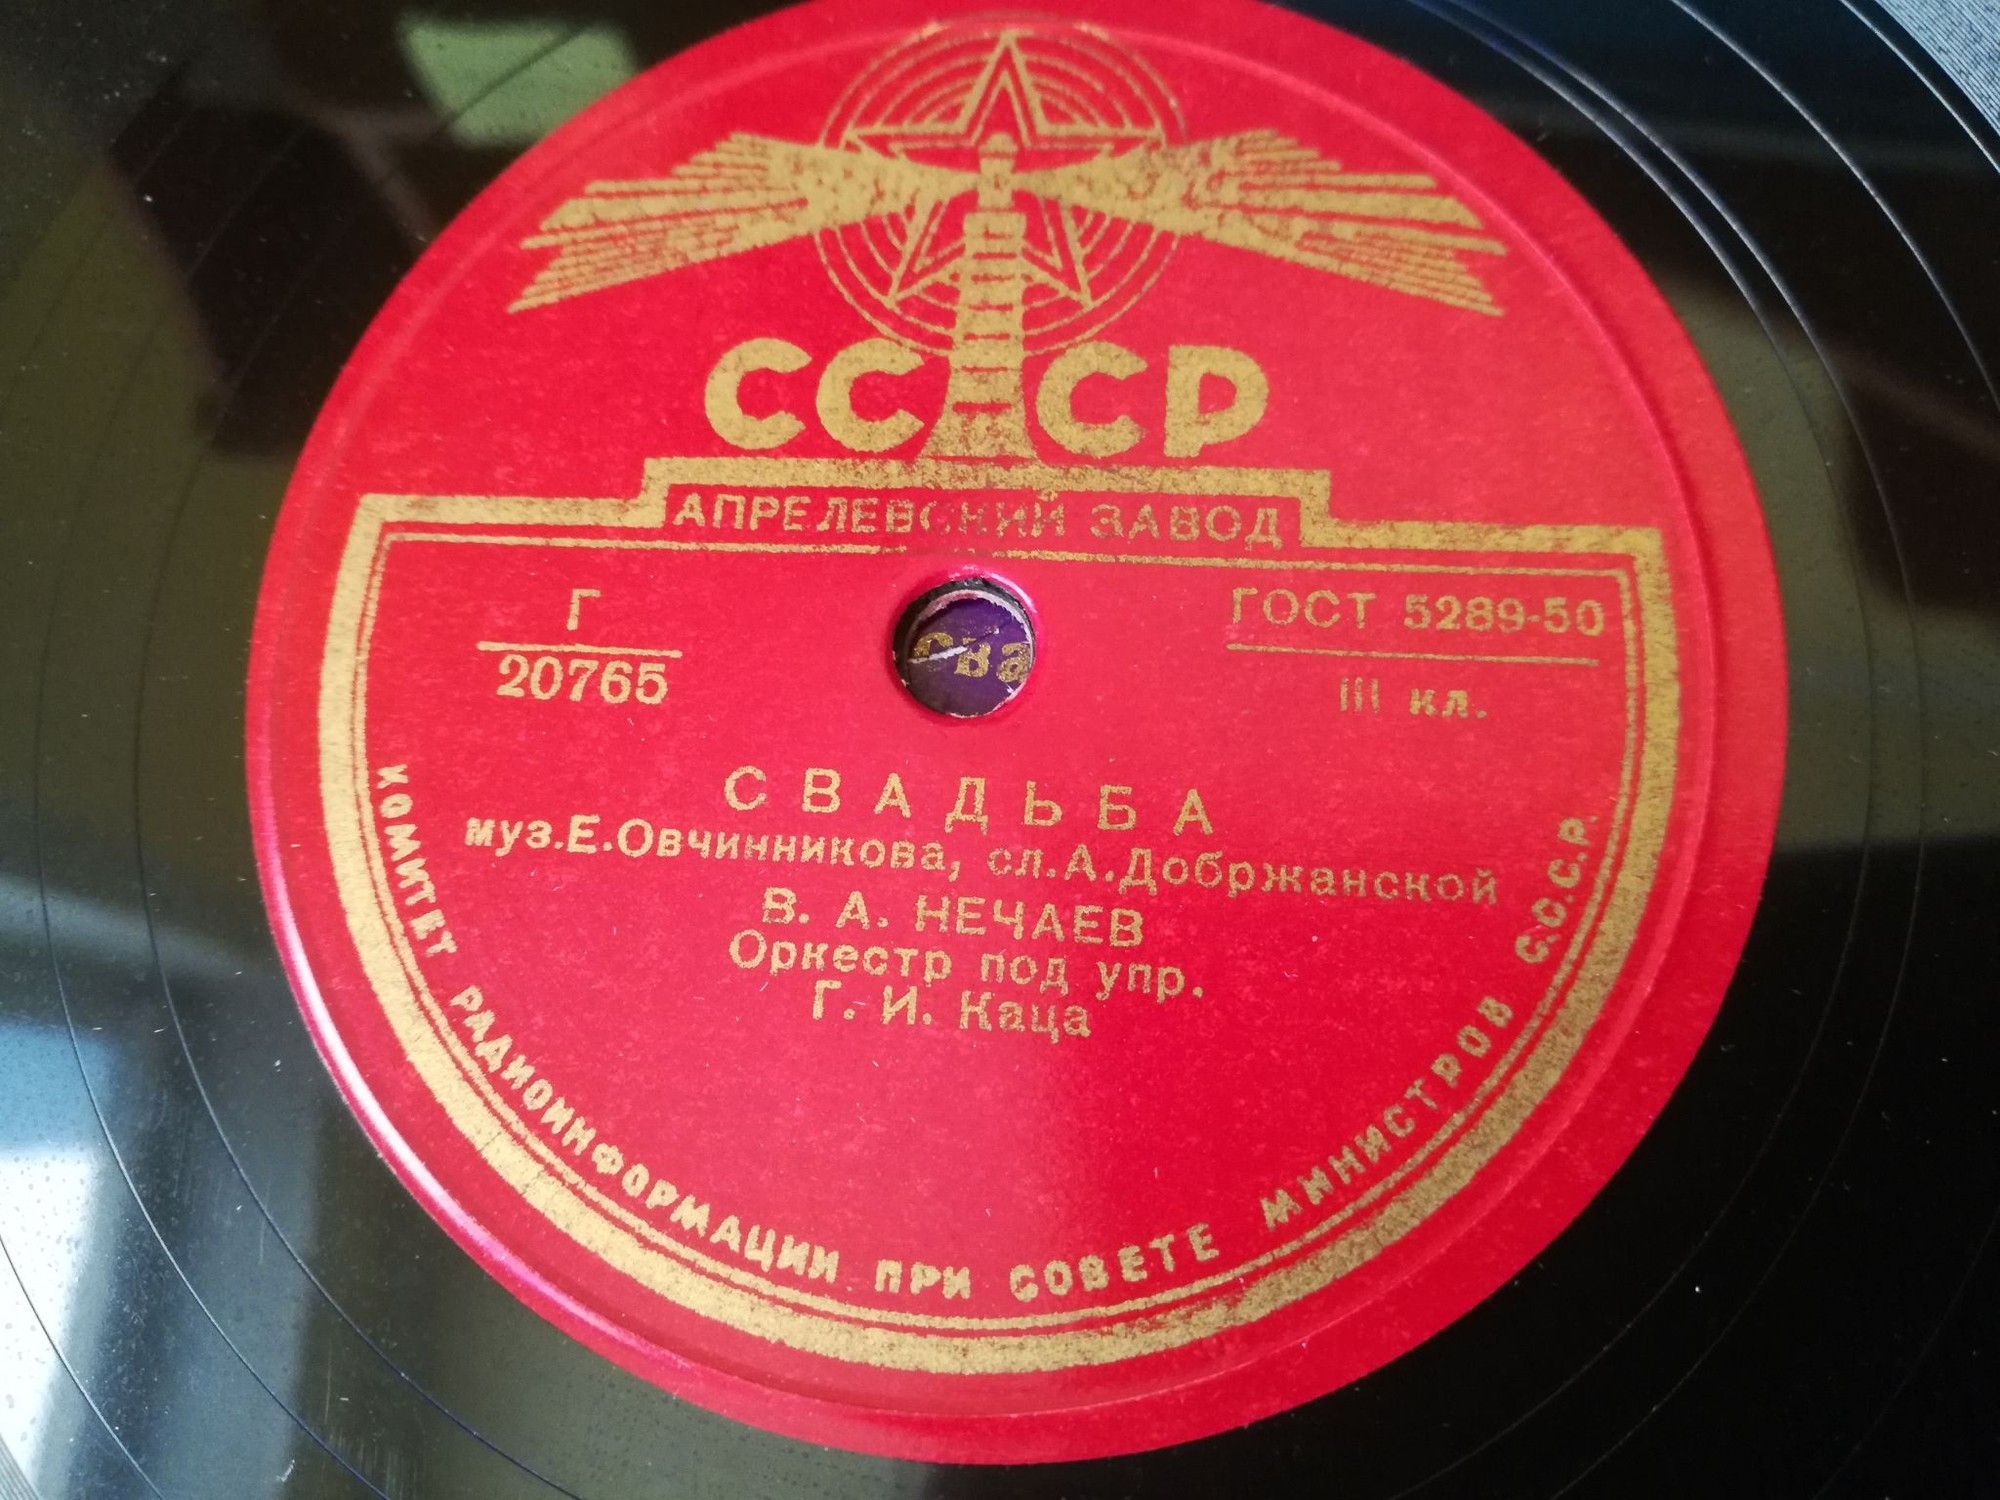 СССР
АПРЕЛЕВСКИЙ ЗАВОД
Г
20765
ГОСТ 5289-50
III кл.
СВАДЬБА
муз.Е.Овчинникова, сл.А.Добржанской
В. А. НЕЧАЕВ
Оркестр под упр.
Г. И. Каца
КОМИТЕТ РАДИОИНФОРМАЦИИ ПРИ СОВЕТЕ МИНИСТРОВ С.С.С.Р.
сва